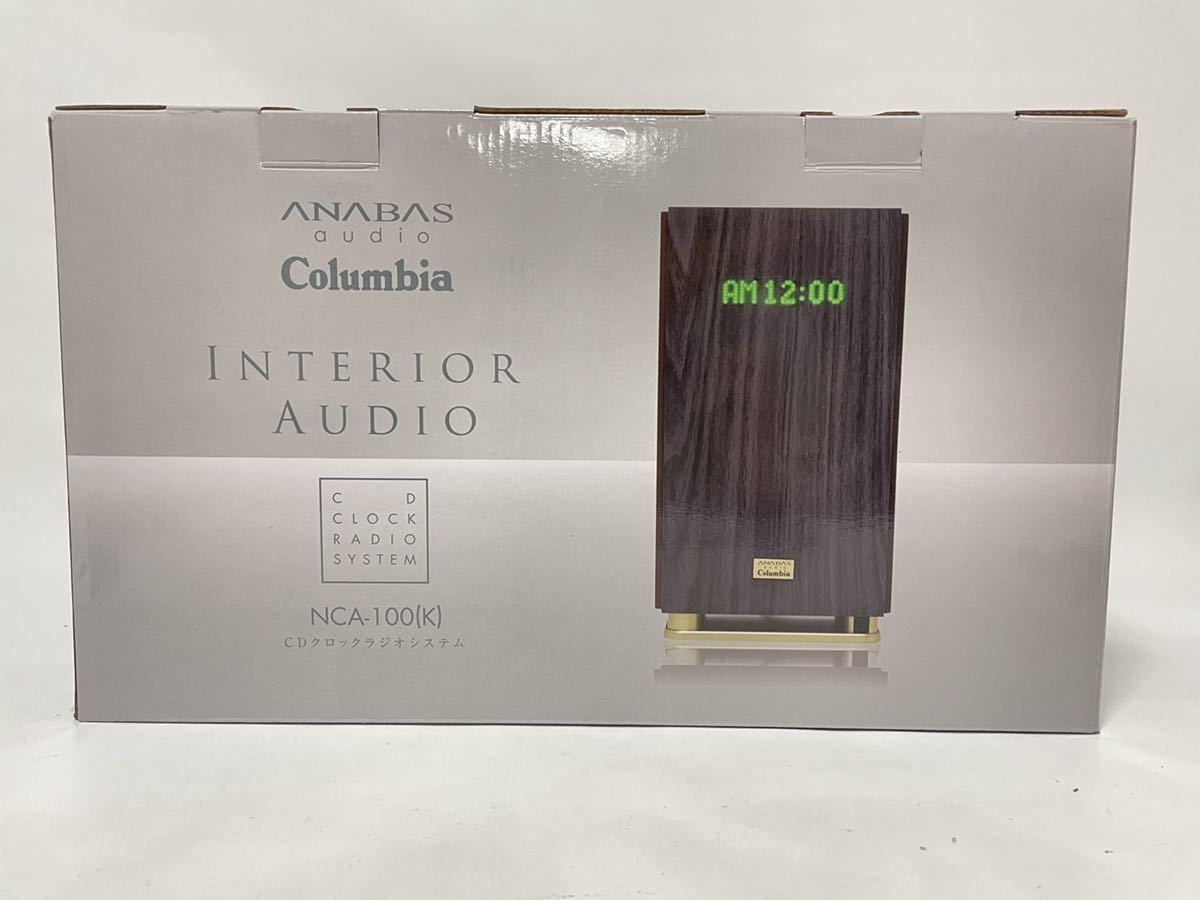 ANABAS
audio
Columbia
INTERIOR
AUDIO
C D
CLOCK
RADIO
SYSTEM
NCA-100(K)
CDクロックラジオシステム
AM12:00
ANABAS
audio
Columbia